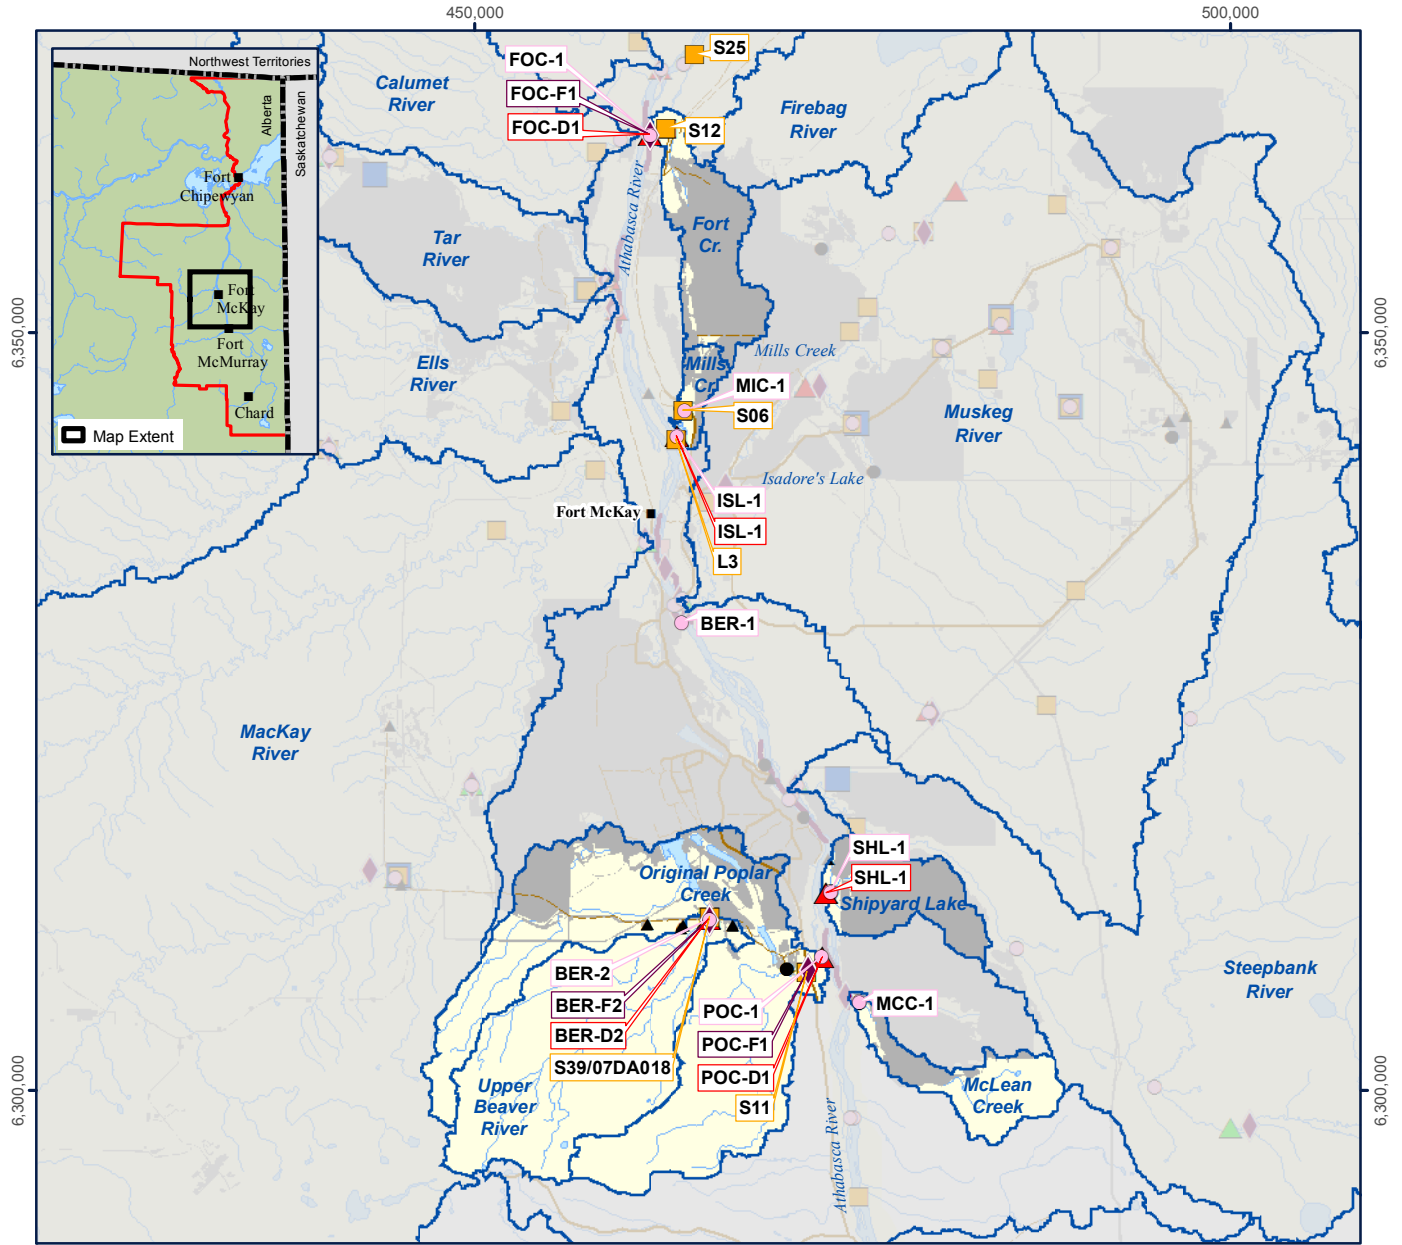 450,000
500,000
6,350,000
6,350,000
6,300,000
6,300,000
Northwest Territories
Alberta
Saskatchewan
Fort
Chipewyan
Fort
McKay
Fort
McMurray
Chard
Map Extent
Calumet
River
FOC-1
FOC-F1
FOC-D1
S25
S12
Firebag
River
Athabasca River
Tar
River
Fort
Cr.
Ells
River
Mills
Cr.
Mills Creek
MIC-1
S06
Muskeg
River
Isadore's Lake
ISL-1
ISL-1
L3
Fort McKay
BER-1
MacKay
River
SHL-1
SHL-1
Shipyard Lake
Original Poplar
Creek
BER-2
BER-F2
BER-D2
S39/07DA018
POC-1
POC-F1
POC-D1
S11
MCC-1
Steepbank
River
Upper
Beaver
River
McLean
Creek
Athabasca River